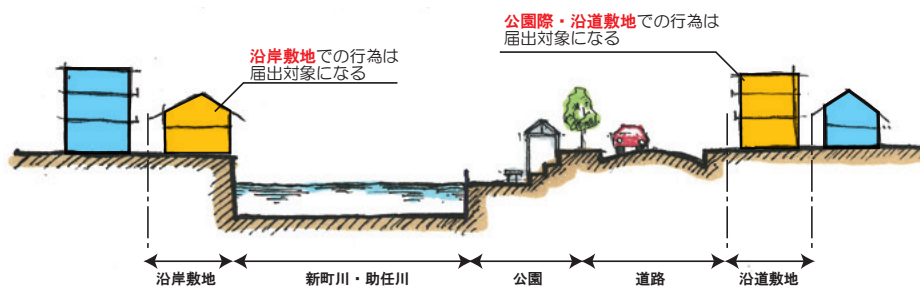 沿岸敷地での行為は
届出対象になる
公園際・沿道敷地での行為は
届出対象になる
沿岸敷地
新町川・助任川
公園
道路
沿道敷地